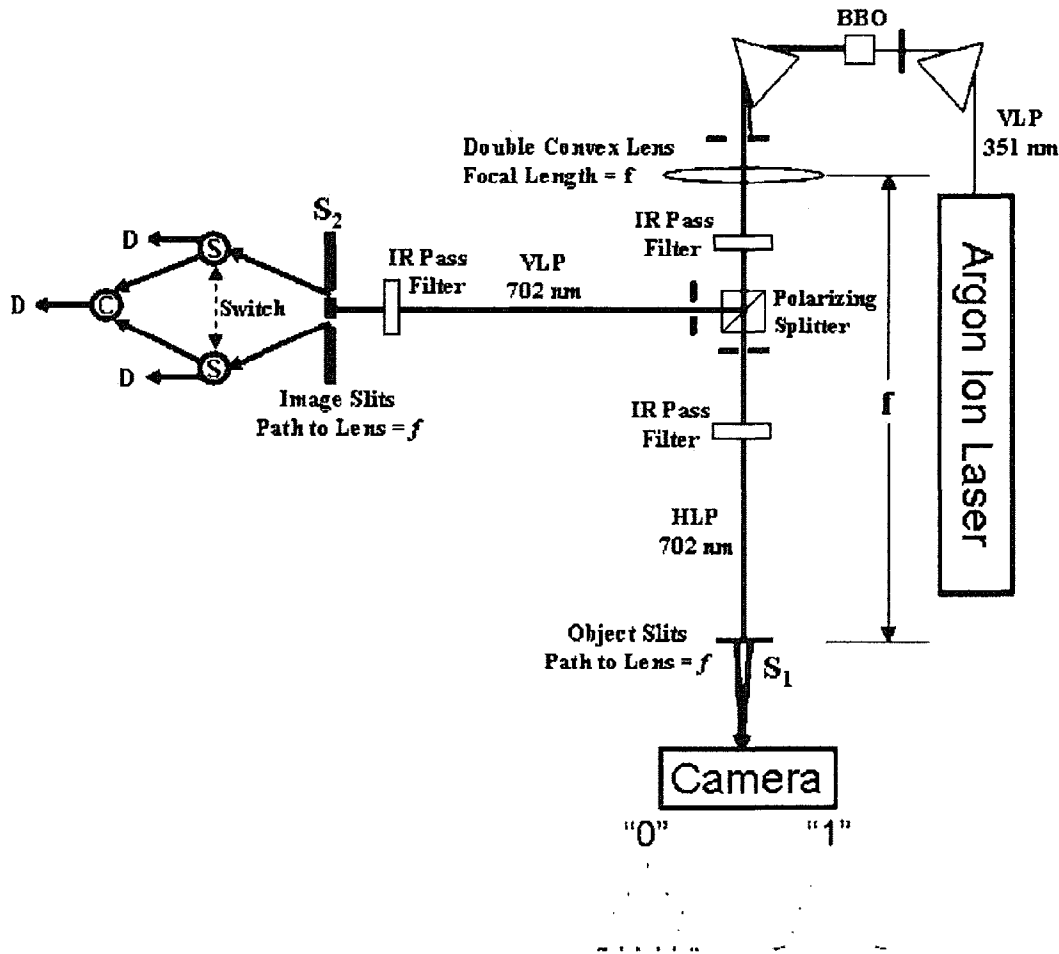 BBO
VLP
351 nm
Double Convex Lens
Focal Length = f
S2
IR Pass
Filter
D
S
IR Pass
Filter
VLP
702 nm
Polarizing
Splitter
D
C
Switch
D
S
Image Slits
Path to Lens = f
IR Pass
Filter
f
Argon Ion Laser
HLP
702 nm
Object Slits
Path to Lens = f
S1
Camera
“0”
“1”